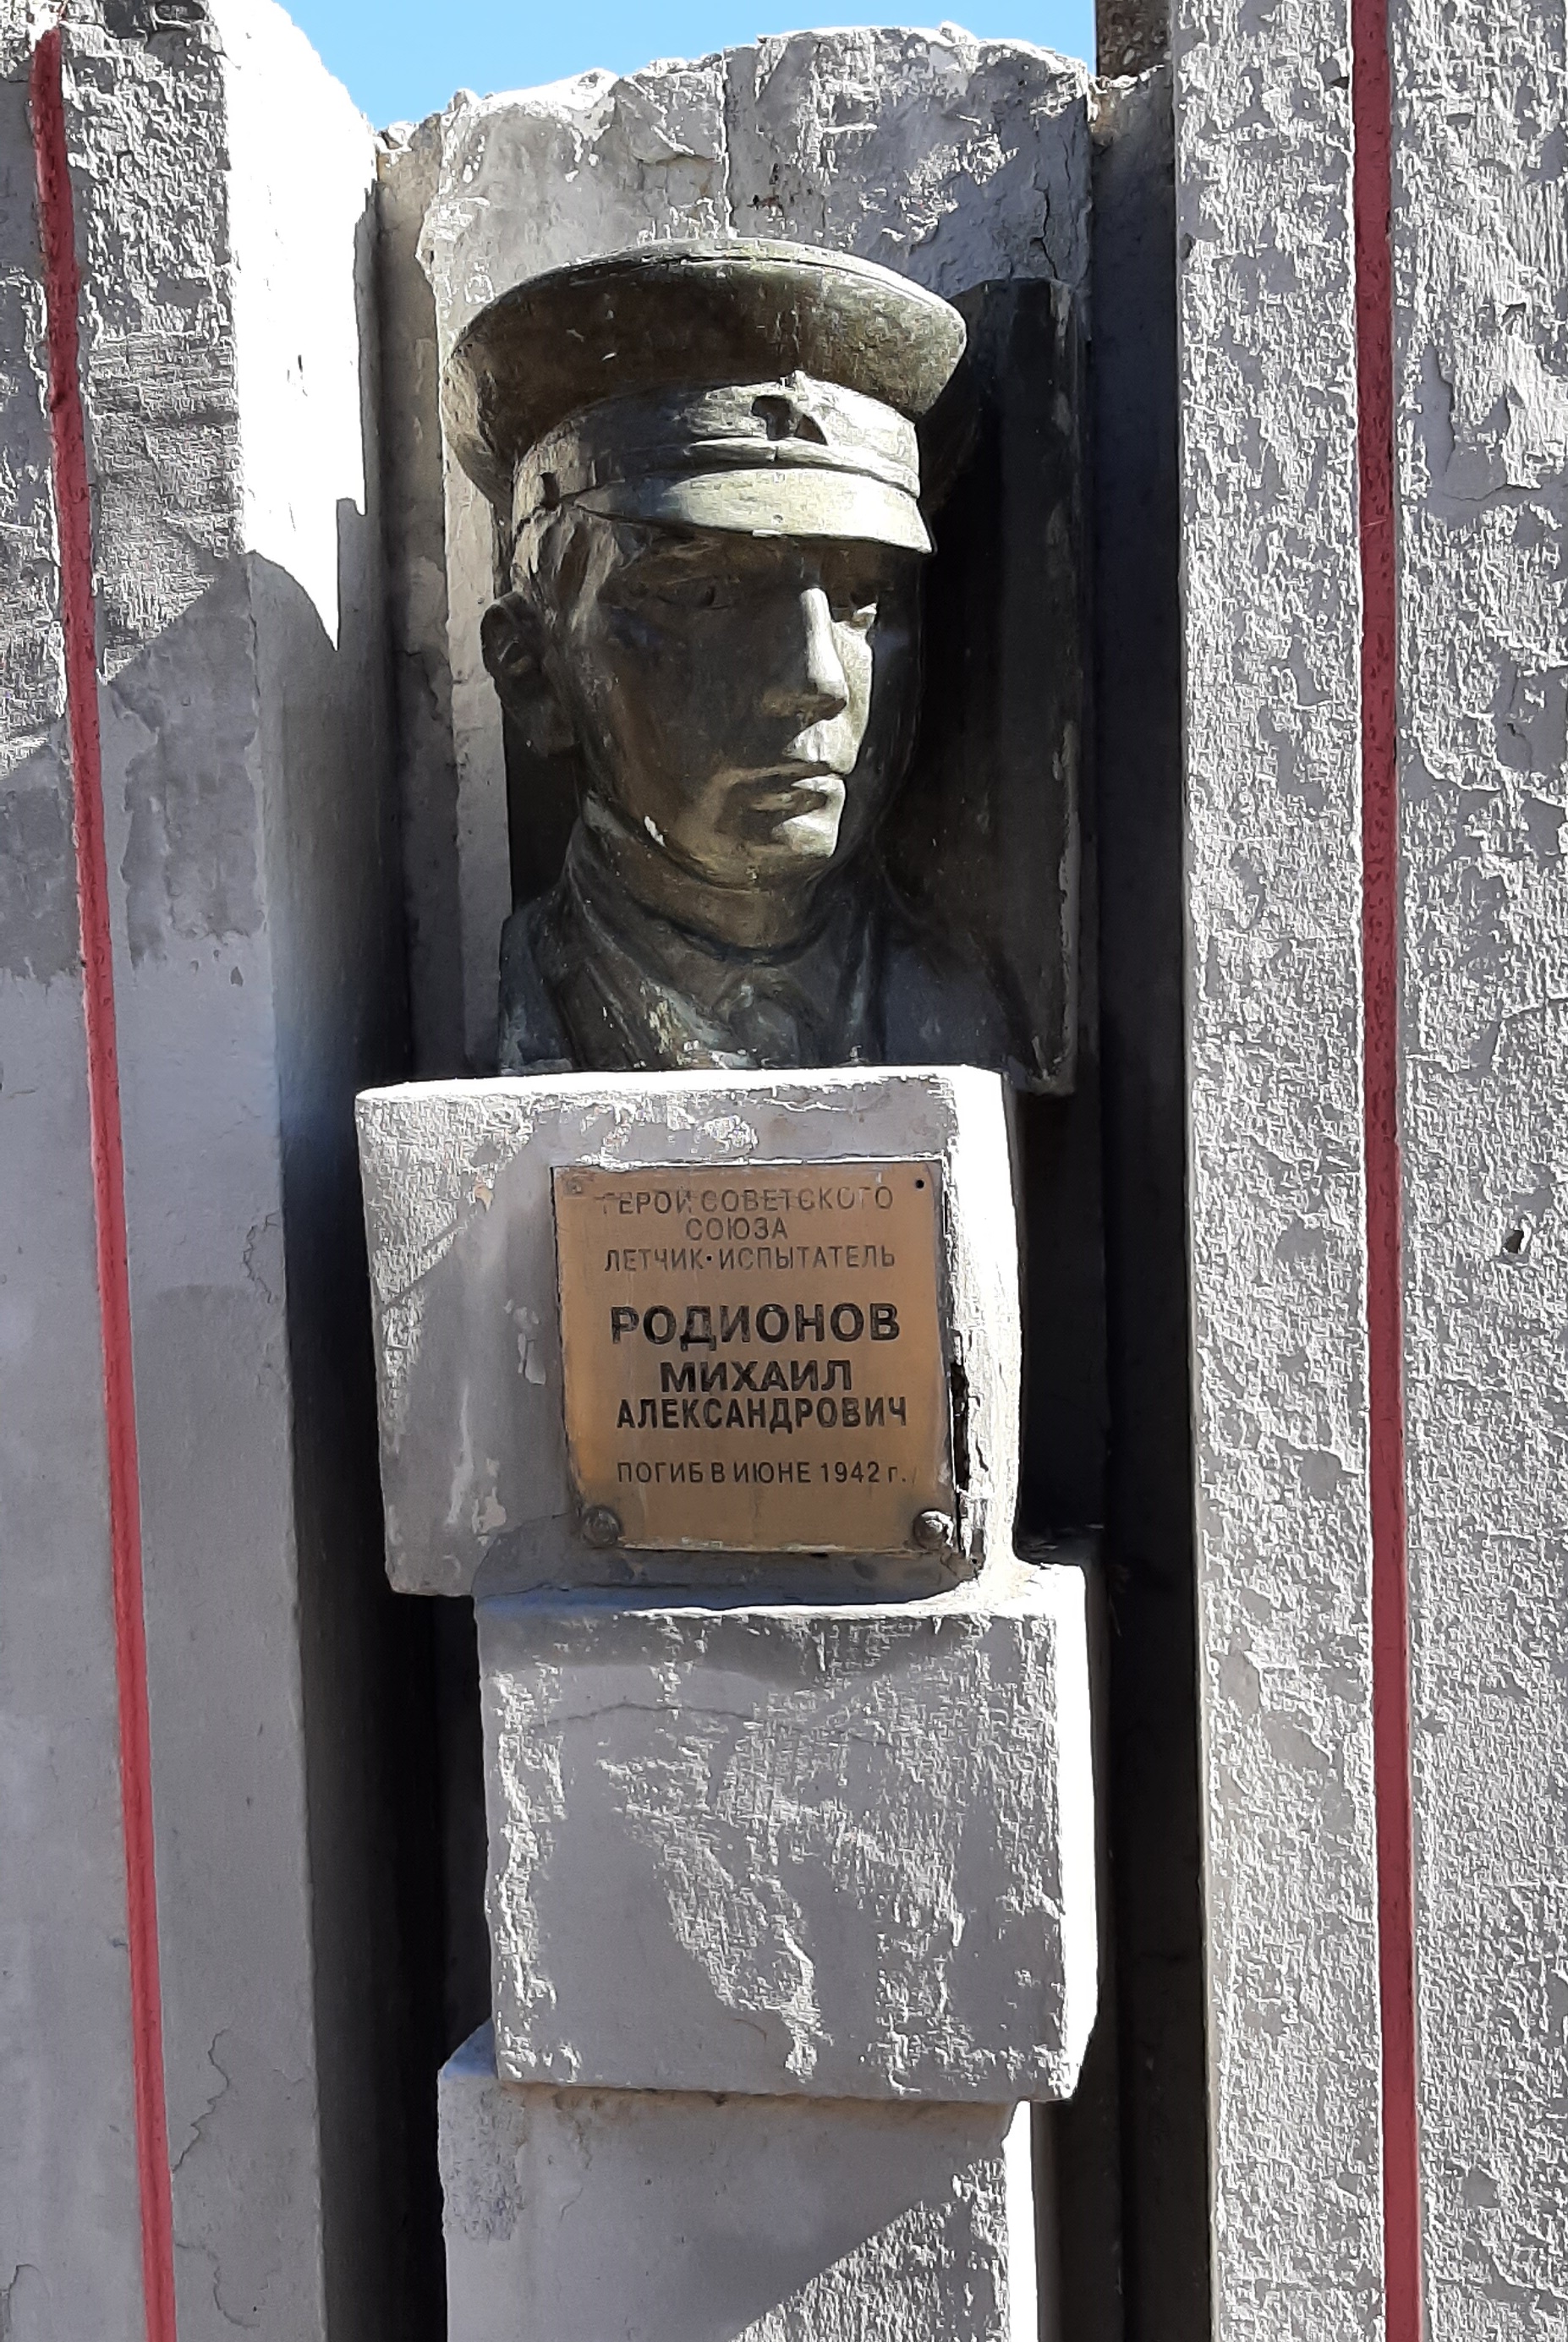 ГЕРОЙ СОВЕТСКОГО
СОЮЗА
ЛЕТЧИК-ИСПЫТАТЕЛЬ
РОДИОНОВ
МИХАИЛ
АЛЕКСАНДРОВИЧ
ПОГИБ В ИЮНЕ 1942 г.